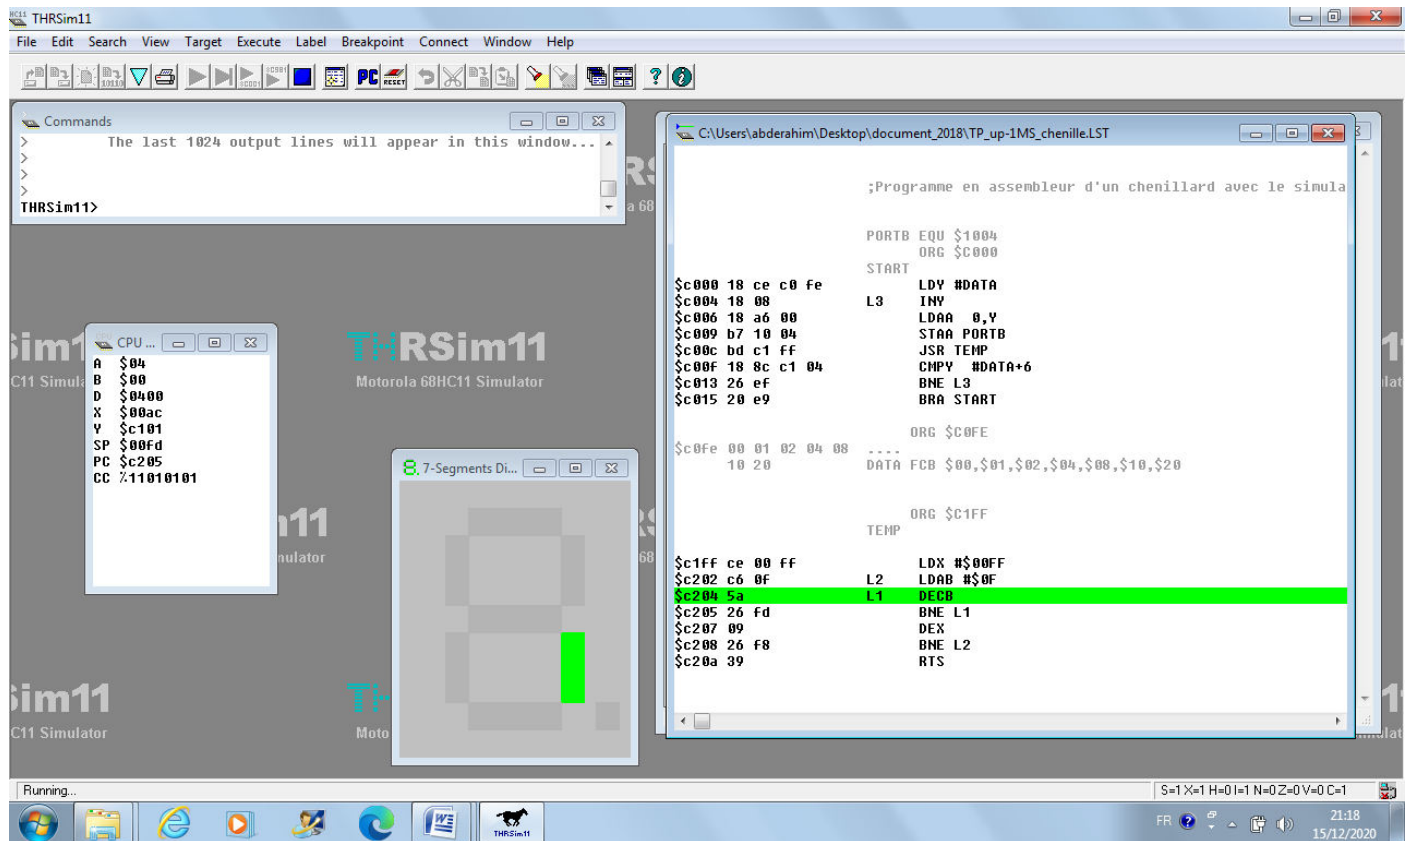 THRSim11
File Edit Search View Target Execute Label Breakpoint Connect Window Help
PC RESET
Commands
> The last 1024 output lines will appear in this window...
>
>
>
THRSim11>
C:\Users\abderahim\Desktop\document_2018\TP_up-1MS_chenille.LST
;Programme en assembleur d'un chenillard avec le simula
PORTB EQU $1004
ORG $C000
START
$c000 18 ce c0 fe LDY #DATA
$c004 18 08 L3 INY
$c006 18 a6 00 LDAA 0,Y
$c009 b7 10 04 STAA PORTB
$c00c bd c1 ff JSR TEMP
$c00f 18 8c c1 04 CMPY #DATA+6
$c013 26 ef BNE L3
$c015 20 e9 BRA START
ORG $C0FE
$c0fe 00 01 02 04 08 ....
10 20 DATA FCB $00,$01,$02,$04,$08,$10,$20
ORG $C1FF
TEMP
$c1ff ce 00 ff LDX #$00FF
$c202 c6 0f L2 LDAB #$0F
$c204 5a L1 DECB
$c205 26 fd BNE L1
$c207 09 DEX
$c208 26 f8 BNE L2
$c20a 39 RTS
CPU ...
A $04
B $00
D $0400
X $00ac
Y $c101
SP $00fd
PC $c205
CC %11010101
THRSim11
Motorola 68HC11 Simulator
7-Segments Di...
Running...
S=1 X=1 H=0 I=1 N=0 Z=0 V=0 C=1
THRSim11
FR
21:18
15/12/2020